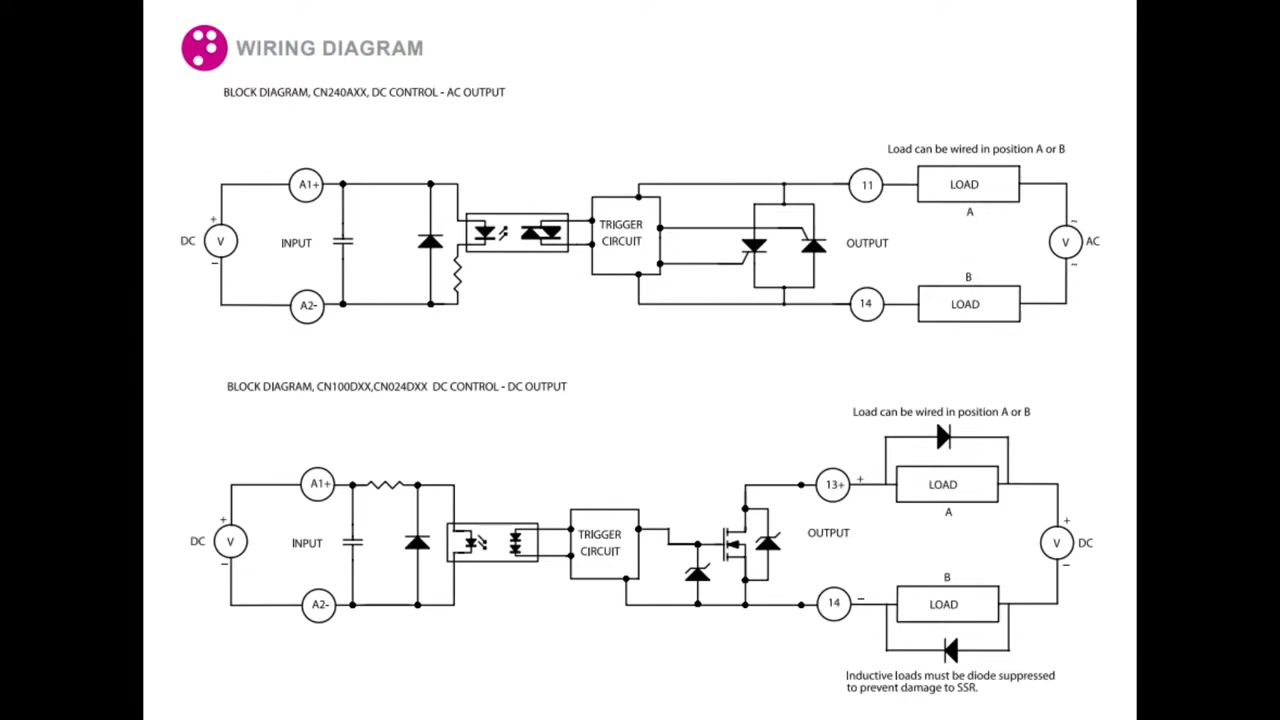 WIRING DIAGRAM
BLOCK DIAGRAM, CN240AXX, DC CONTROL - AC OUTPUT
Load can be wired in position A or B
A1+
11
LOAD
A
+
~
DC
V
INPUT
TRIGGER
CIRCUIT
OUTPUT
V
AC
−
~
B
A2-
14
LOAD
BLOCK DIAGRAM, CN100DXX,CN024DXX DC CONTROL - DC OUTPUT
Load can be wired in position A or B
A1+
13+
+
LOAD
A
+
+
DC
V
INPUT
TRIGGER
CIRCUIT
OUTPUT
V
DC
−
−
B
A2-
14
−
LOAD
Inductive loads must be diode suppressed
to prevent damage to SSR.